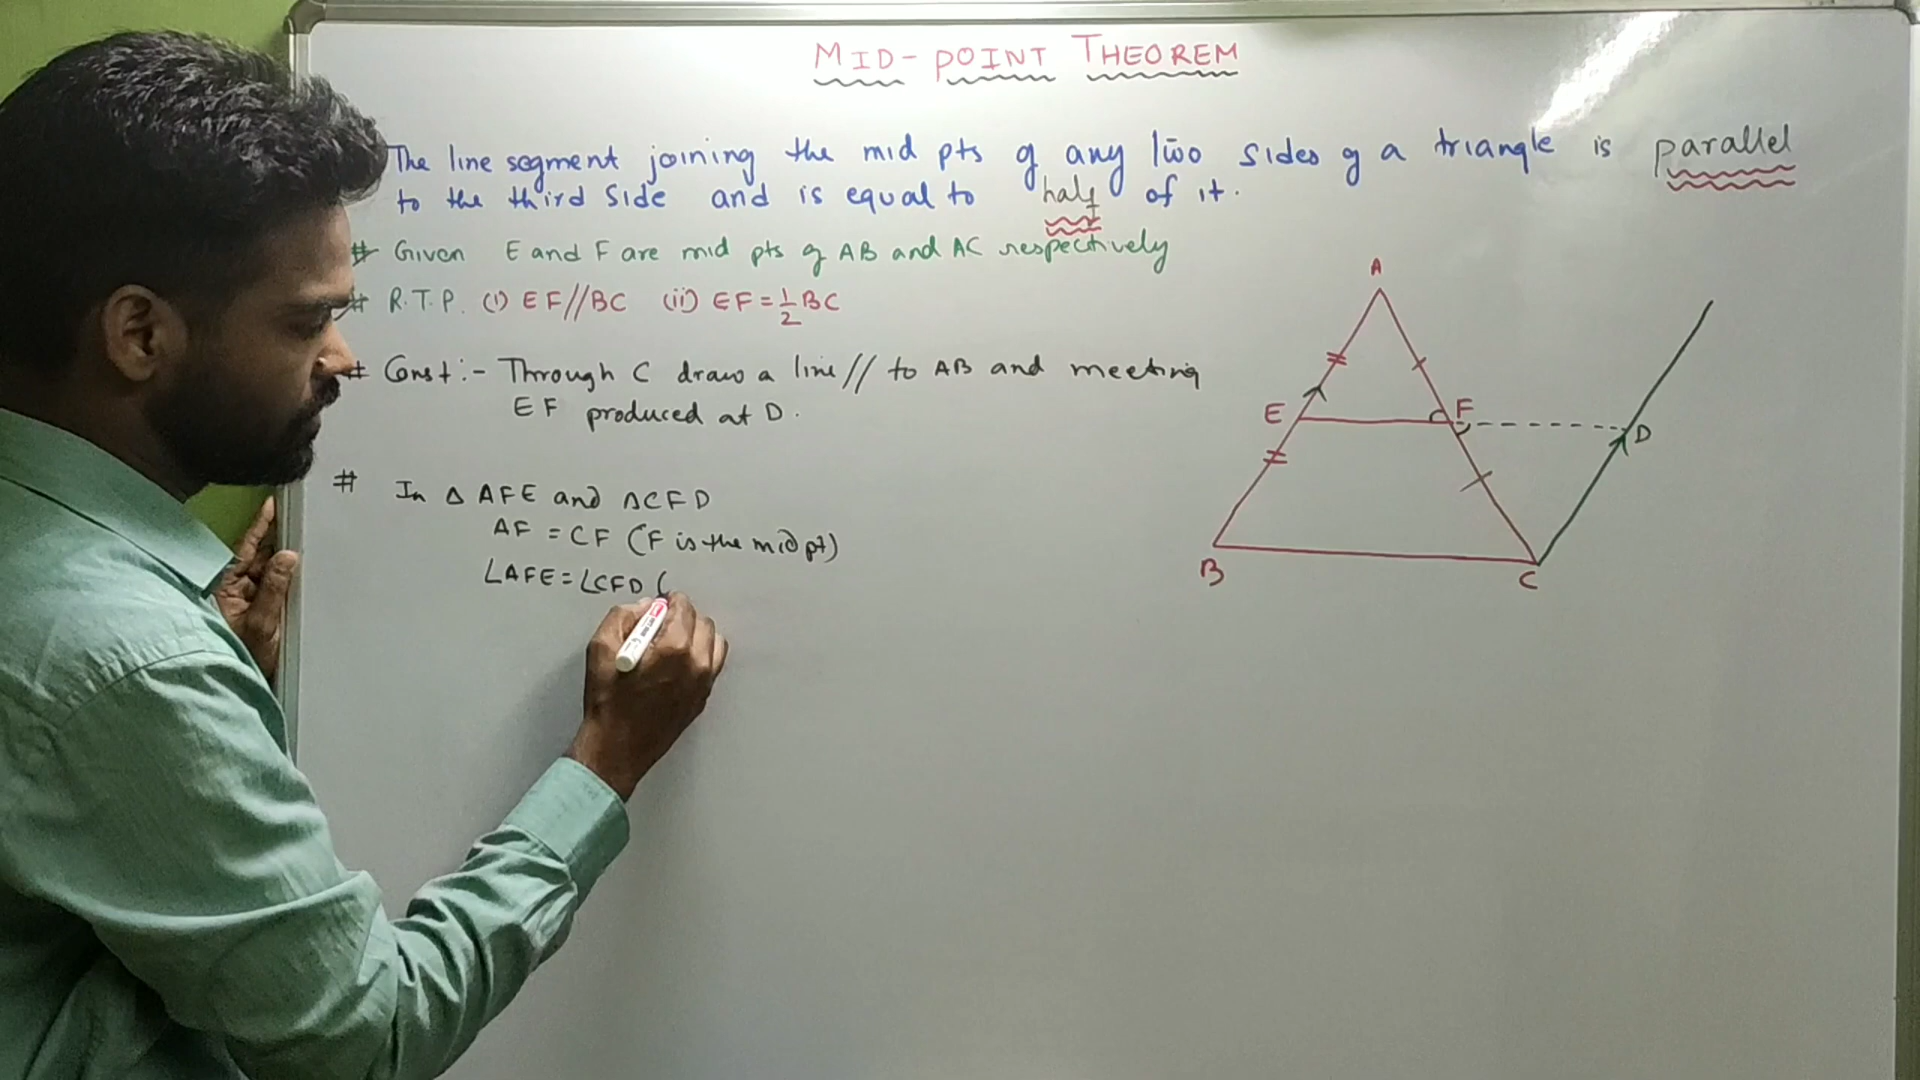 MID-POINT THEOREM
The line segment joining the mid pts of any two sides of a triangle is parallel
to the third side and is equal to half of it.
# Given E and F are mid pts of AB and AC respectively
# R.T.P. (i) EF//BC (ii) EF=1/2 BC
# Const:- Through C draw a line // to AB and meeting
EF produced at D.
# In Δ AFE and ΔCFD
AF = CF (F is the mid pt)
∠AFE=∠CFD (
A
E
F
D
B
C